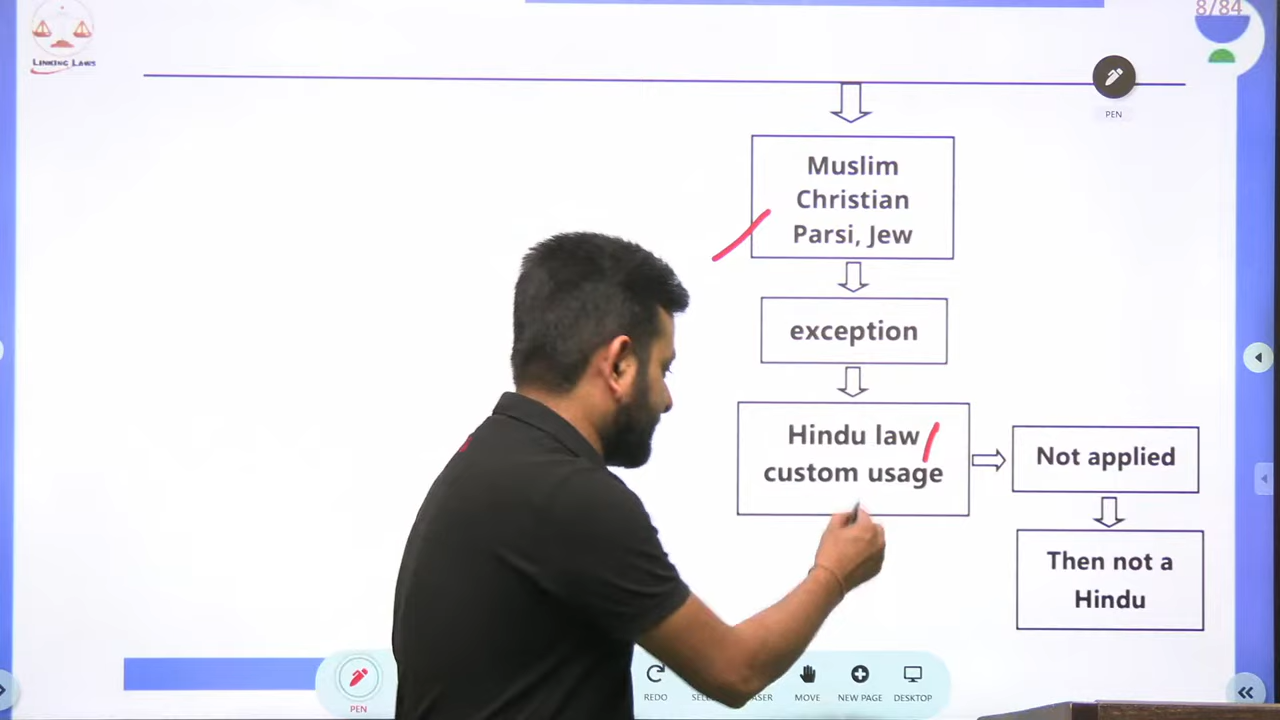 8/84
LINKING LAWS
PEN
Muslim
Christian
Parsi, Jew
exception
Hindu law
custom usage
Not applied
Then not a
Hindu
PEN
REDO
MOVE
NEW PAGE
DESKTOP